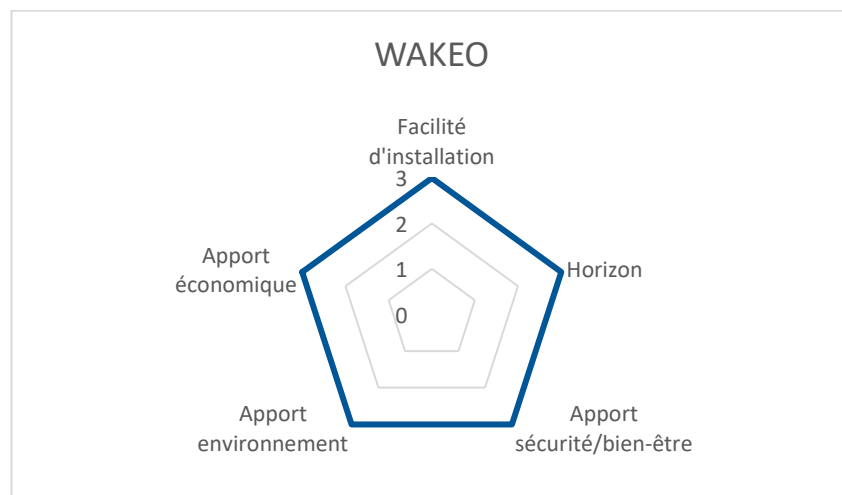 WAKEO
Facilité
d'installation
3
2
1
0
Horizon
Apport
sécurité/bien-être
Apport
environnement
Apport
économique